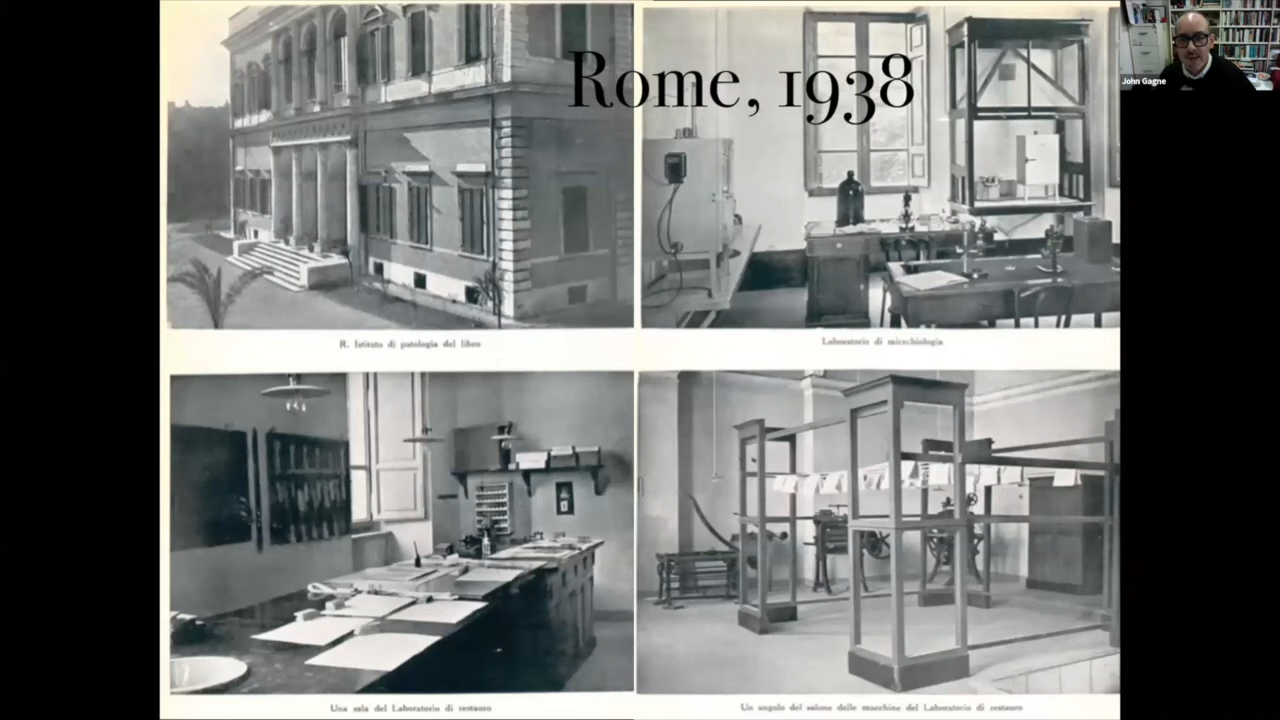 Rome, 1938
John Gagne
R. Istituto di patologia del libro
Laboratorio di microbiologia
Una sala del Laboratorio di restauro
Un angolo del salone delle macchine del Laboratorio di restauro